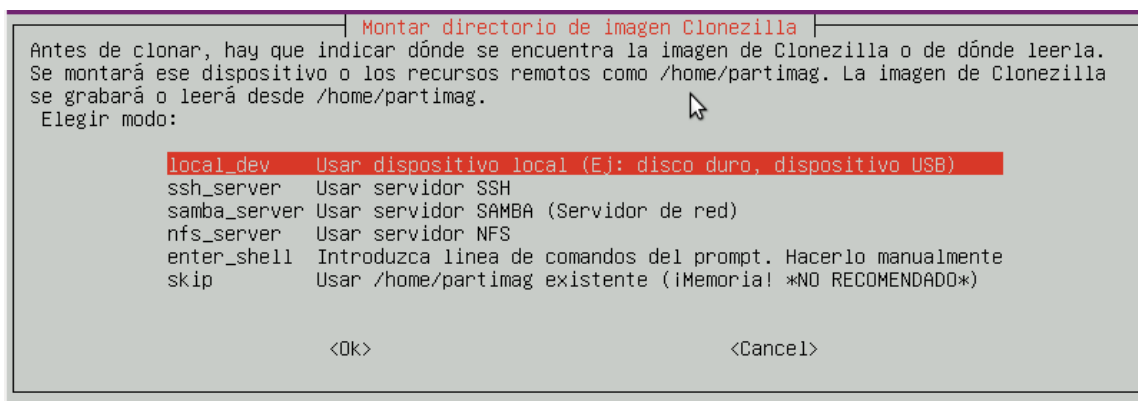 Montar directorio de imagen Clonezilla
Antes de clonar, hay que indicar dónde se encuentra la imagen de Clonezilla o de dónde leerla.
Se montará ese dispositivo o los recursos remotos como /home/partimag. La imagen de Clonezilla
se grabará o leerá desde /home/partimag.
Elegir modo:
local_dev Usar dispositivo local (Ej: disco duro, dispositivo USB)
ssh_server Usar servidor SSH
samba_server Usar servidor SAMBA (Servidor de red)
nfs_server Usar servidor NFS
enter_shell Introduzca linea de comandos del prompt. Hacerlo manualmente
skip Usar /home/partimag existente (¡Memoria! *NO RECOMENDADO*)
<Ok> <Cancel>